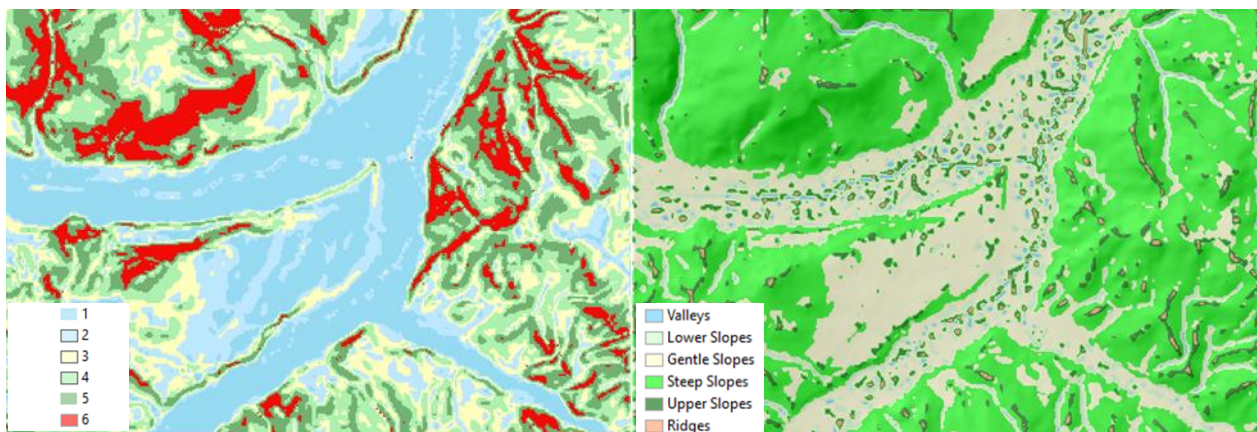 1
2
3
4
5
6
Valleys
Lower Slopes
Gentle Slopes
Steep Slopes
Upper Slopes
Ridges